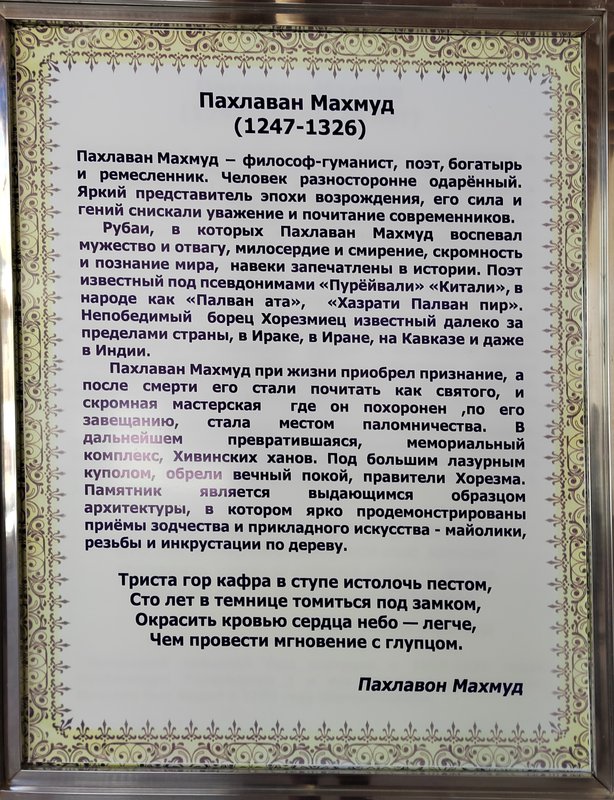 Пахлаван Махмуд
(1247-1326)
Пахлаван Махмуд – философ-гуманист, поэт, богатырь
и ремесленник. Человек разносторонне одарённый.
Яркий представитель эпохи возрождения, его сила и
гений снискали уважение и почитание современников.
Рубаи, в которых Пахлаван Махмуд воспевал
мужество и отвагу, милосердие и смирение, скромность
и познание мира, навеки запечатлены в истории. Поэт
известный под псевдонимами «Пурёйвали» «Китали», в
народе как «Палван ата», «Хазрати Палван пир».
Непобедимый борец Хорезмиец известный далеко за
пределами страны, в Ираке, в Иране, на Кавказе и даже
в Индии.
Пахлаван Махмуд при жизни приобрел признание, а
после смерти его стали почитать как святого, и
скромная мастерская где он похоронен ,по его
завещанию, стала местом паломничества. В
дальнейшем превратившаяся, мемориальный
комплекс, Хивинских ханов. Под большим лазурным
куполом, обрели вечный покой, правители Хорезма.
Памятник является выдающимся образцом
архитектуры, в котором ярко продемонстрированы
приёмы зодчества и прикладного искусства - майолики,
резьбы и инкрустации по дереву.
Триста гор кафра в ступе истолочь пестом,
Сто лет в темнице томиться под замком,
Окрасить кровью сердца небо — легче,
Чем провести мгновение с глупцом.
Пахлавон Махмуд